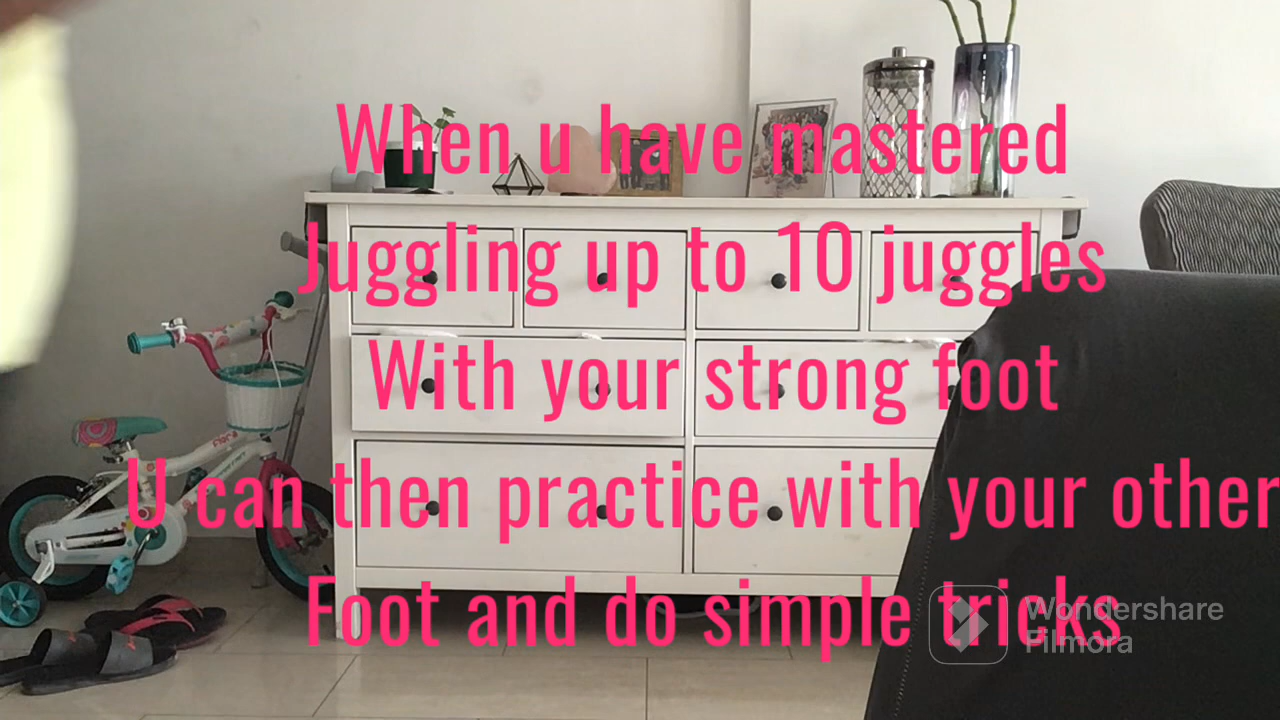 When u have mastered
Juggling up to 10 juggles
With your strong foot
U can then practice with your other
Foot and do simple tricks
Wondershare
Filmora